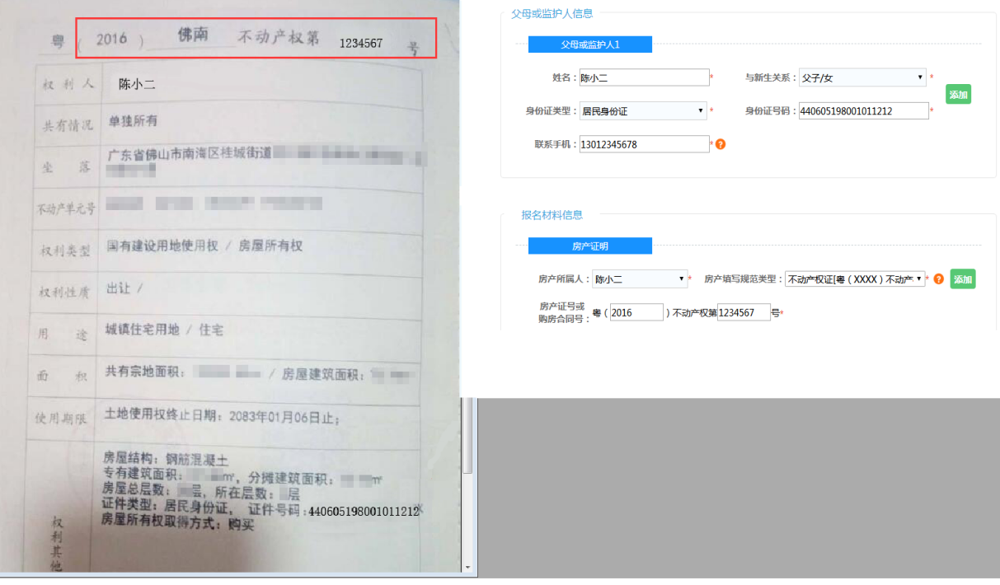 粤（2016）佛南 不动产权第 1234567 号
权利人 陈小二
共有情况 单独所有
坐落 广东省佛山市南海区桂城街道
不动产单元号
权利类型 国有建设用地使用权 / 房屋所有权
权利性质 出让 /
用途 城镇住宅用地 / 住宅
面积 共有宗地面积： / 房屋建筑面积：
使用期限 土地使用权终止日期：2083年01月06日止；
房屋结构：钢筋混凝土
专有建筑面积： m²，分摊建筑面积： m²
房屋总层数： 层，所在层数： 层
证件类型：居民身份证， 证件号码：440605198001011212
房屋所有权取得方式：购买
权利其他
父母或监护人信息
父母或监护人1
姓名：陈小二* 与新生关系：父子/女*
添加
身份证类型：居民身份证* 身份证号码：440605198001011212*
联系手机：13012345678*?
报名材料信息
房产证明
房产所属人：陈小二* 房产填写规范类型：不动产权证[粤（XXXX）不动产*? 添加
房产证号或
购房合同号：粤（2016）不动产权第1234567号*